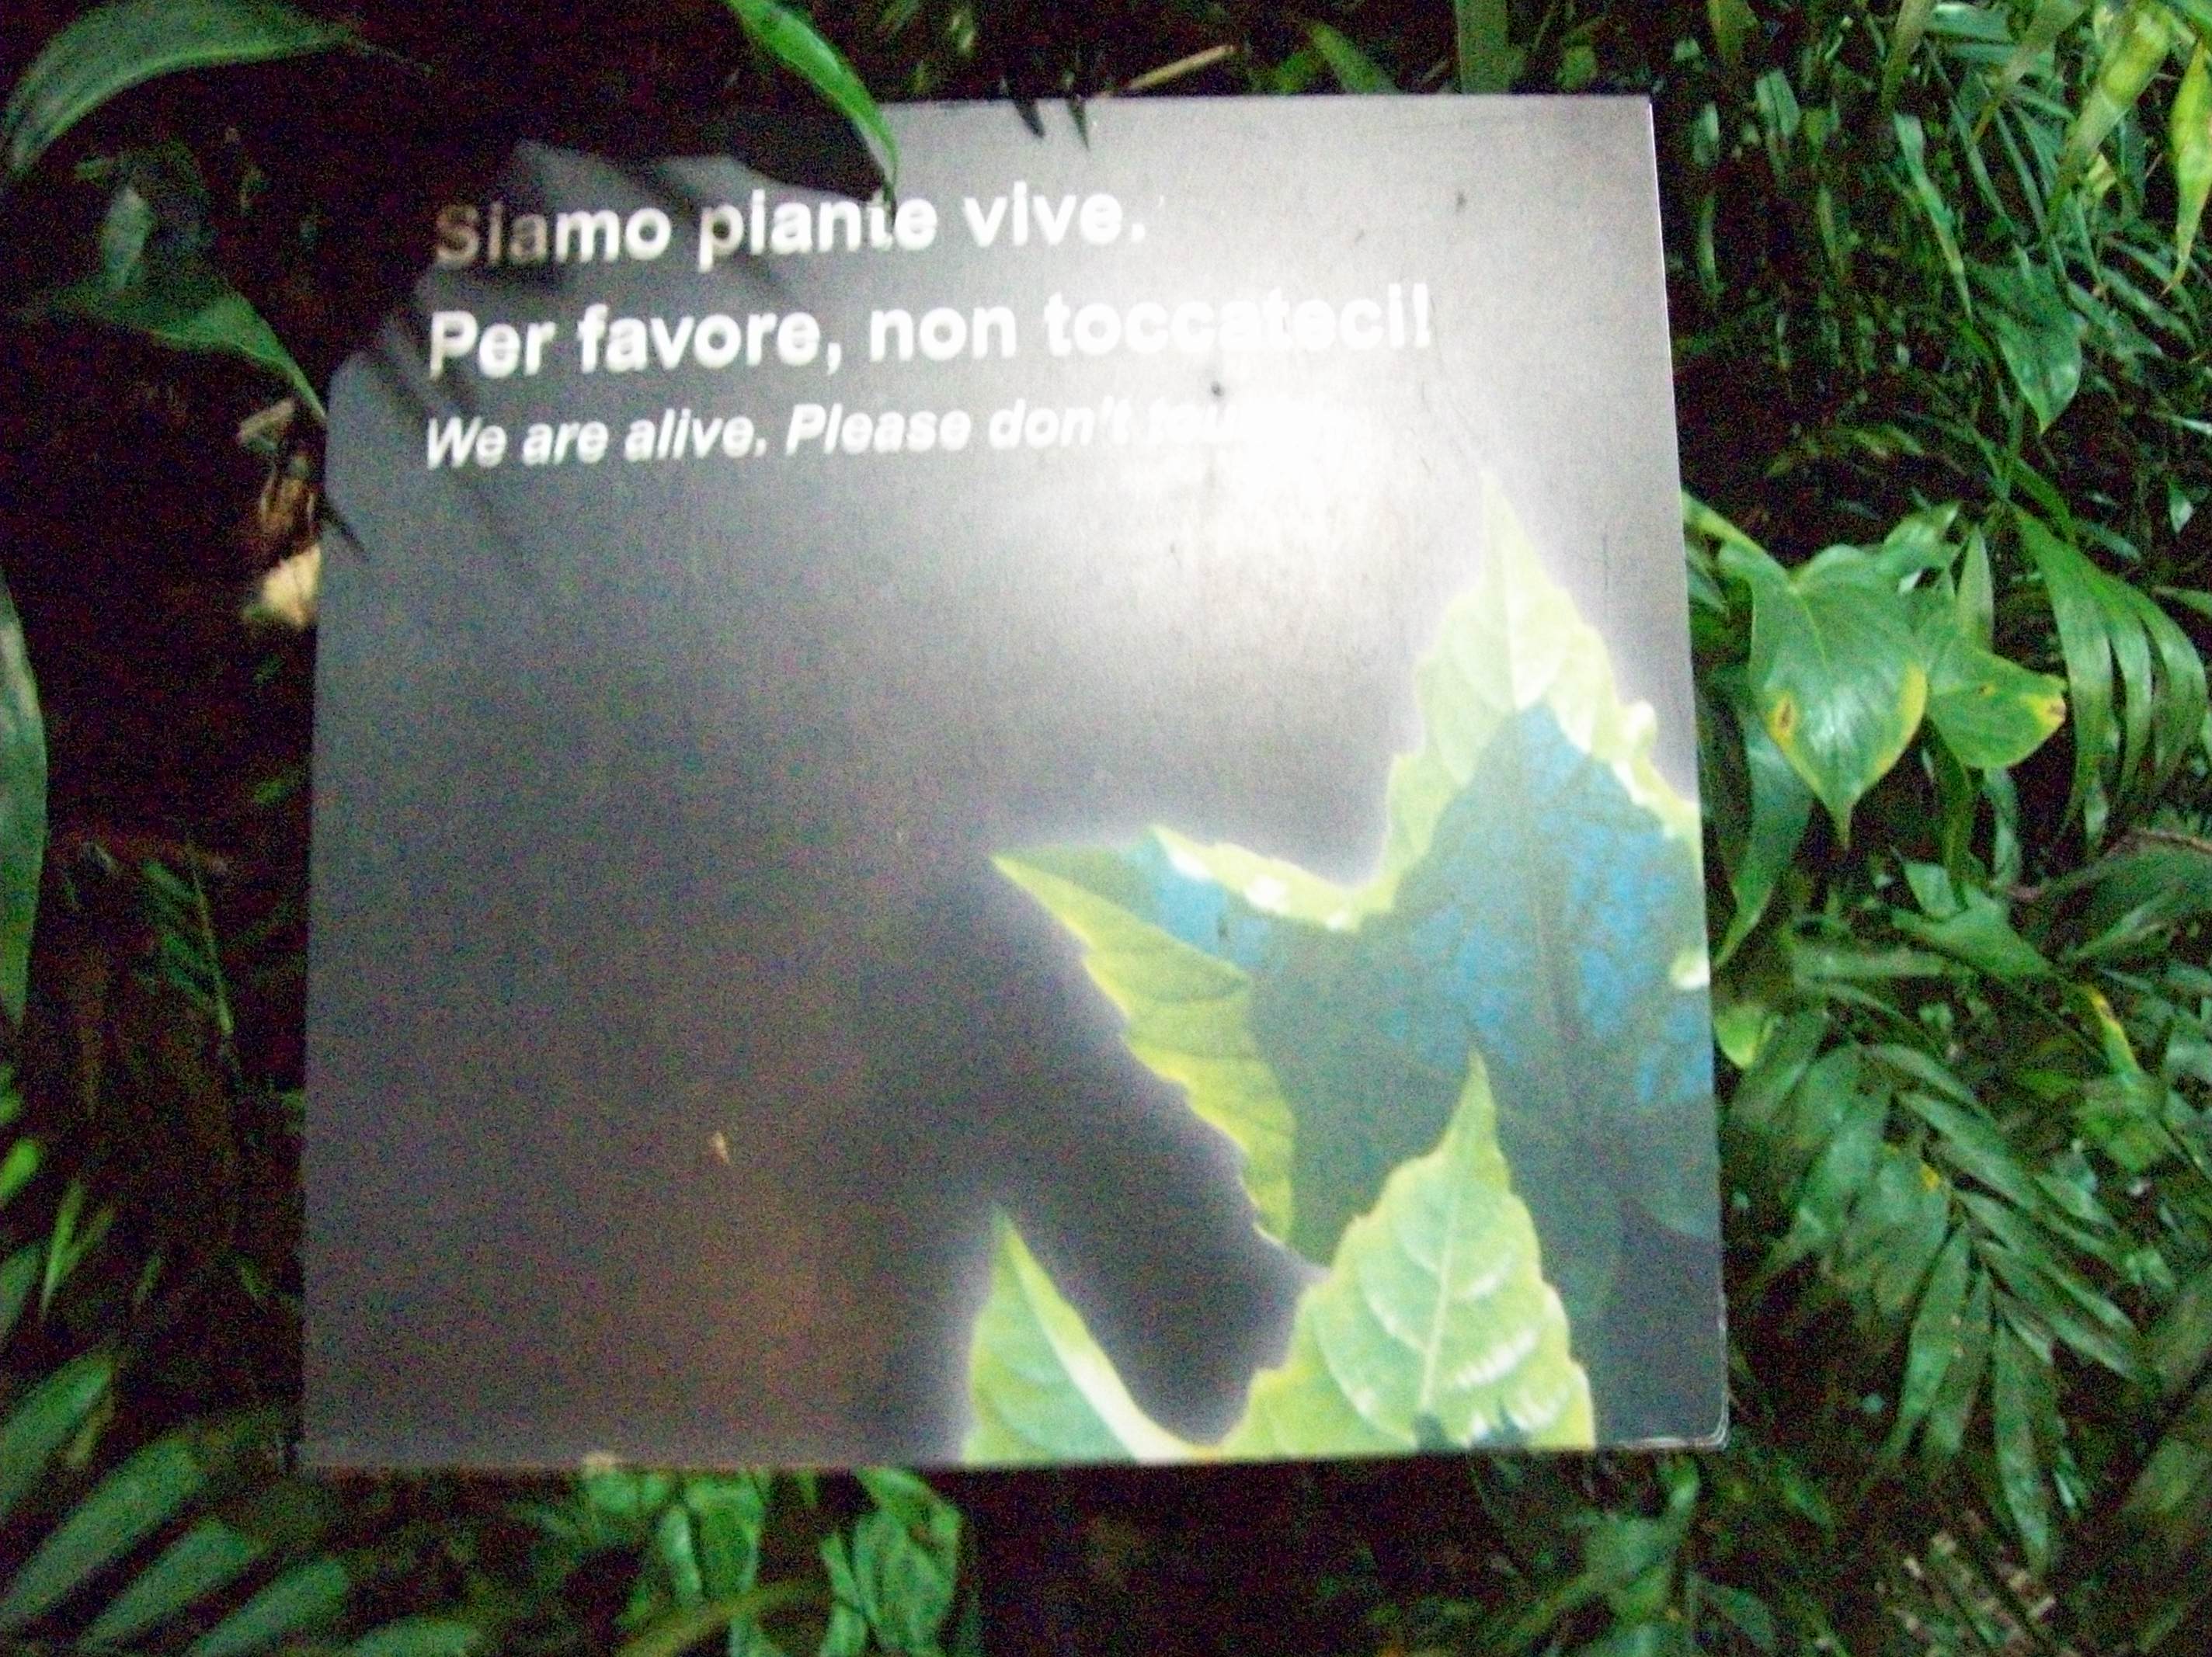 Siamo piante vive.
Per favore, non toccateci!
We are alive. Please don't